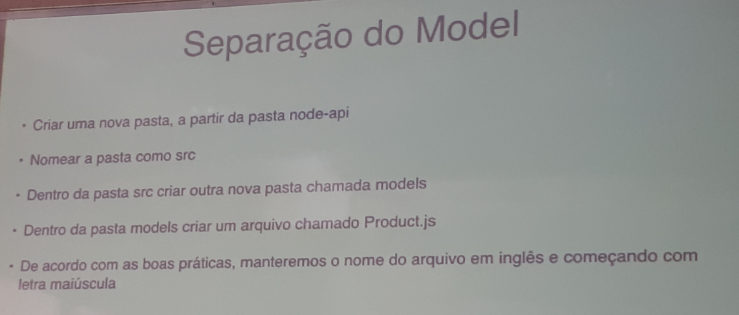 Separação do Model
• Criar uma nova pasta, a partir da pasta node-api
• Nomear a pasta como src
• Dentro da pasta src criar outra nova pasta chamada models
• Dentro da pasta models criar um arquivo chamado Product.js
• De acordo com as boas práticas, manteremos o nome do arquivo em inglês e começando com
letra maiúscula